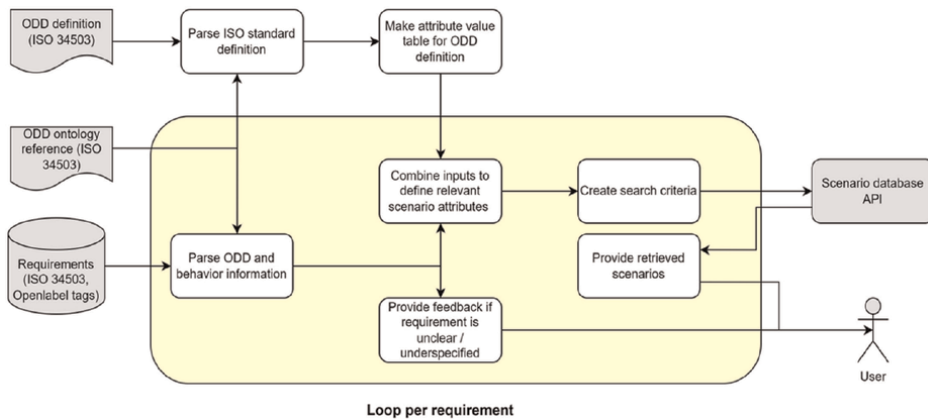 ODD definition
(ISO 34503)
Parse ISO standard
definition
Make attribute value
table for ODD
definition
ODD ontology
reference (ISO
34503)
Combine inputs to
define relevant
scenario attributes
Create search criteria
Scenario database
API
Requirements
(ISO 34503,
Openlabel tags)
Parse ODD and
behavior information
Provide retrieved
scenarios
Provide feedback if
requirement is
unclear /
underspecified
User
Loop per requirement